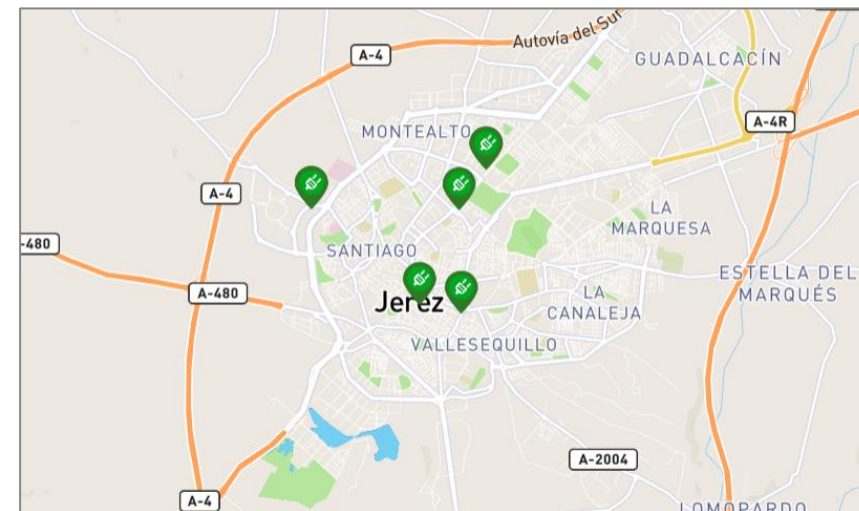 Autovía del Sur
A-4
GUADALCACÍN
A-4R
MONTEALTO
A-4
LA
MARQUESA
-480
SANTIAGO
A-480
ESTELLA DEL
MARQUÉS
Jerez
LA
CANALEJA
VALLESEQUILLO
A-2004
A-4
LOMOPARDO